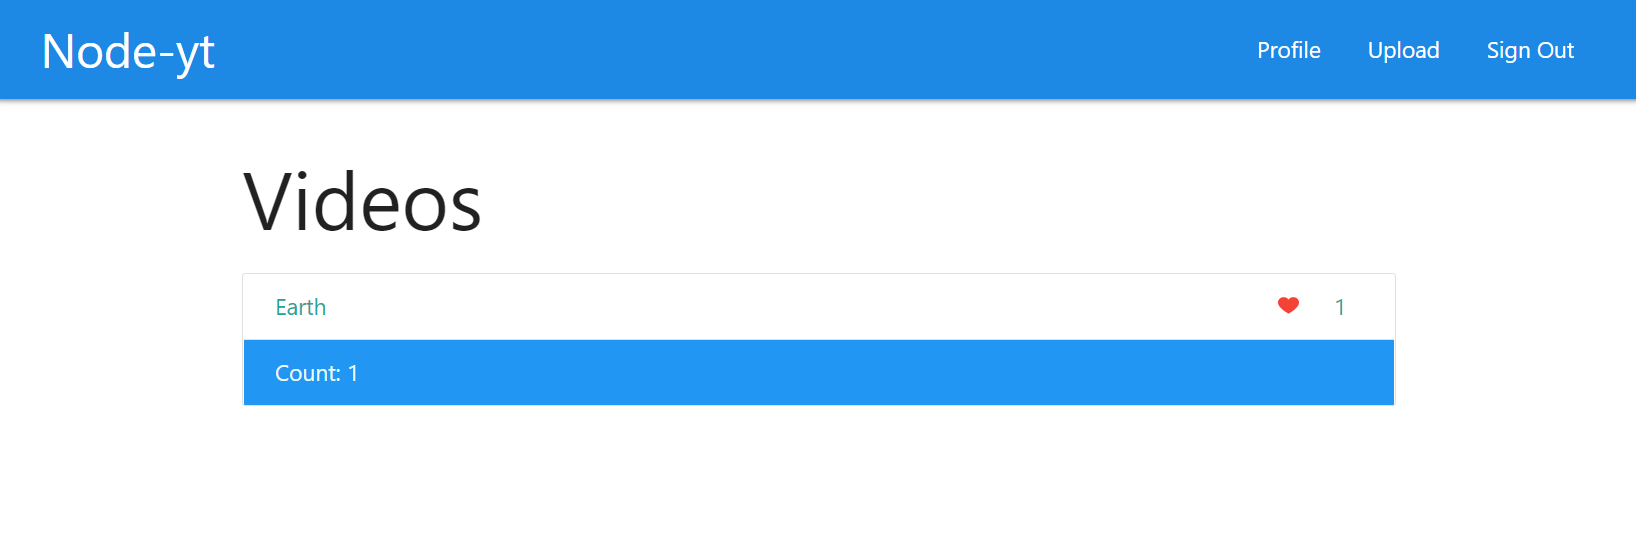 Node-yt Profile Upload Sign Out
Videos
Earth 1
Count: 1